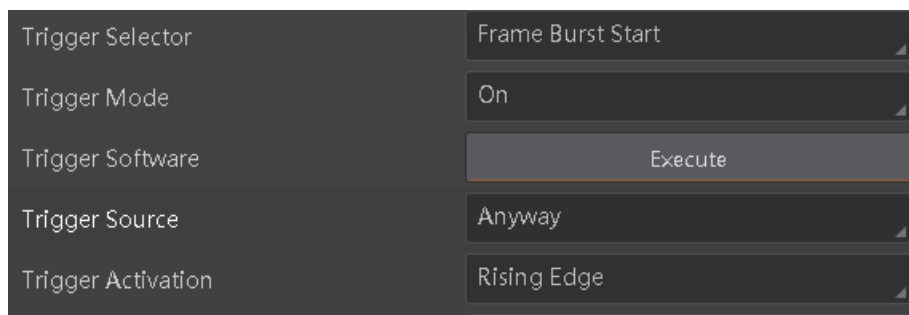 Trigger Selector Frame Burst Start
Trigger Mode On
Trigger Software Execute
Trigger Source Anyway
Trigger Activation Rising Edge